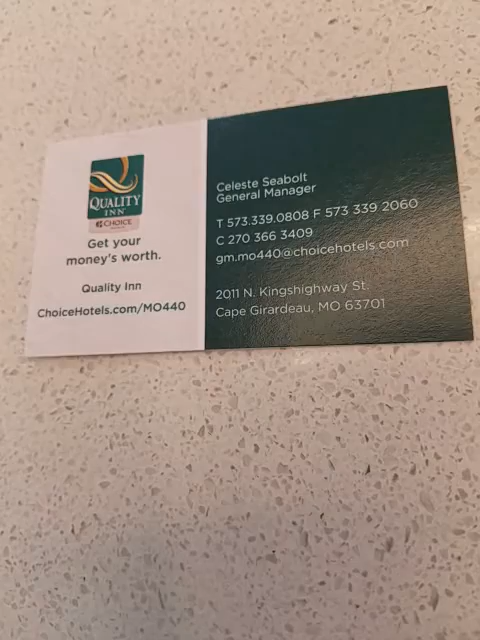 QUALITY
INN
CHOICE
Get your
money's worth.
Quality Inn
ChoiceHotels.com/MO440
Celeste Seabolt
General Manager
T 573.339.0808 F 573 339 2060
C 270 366 3409
gm.mo440@choicehotels.com
2011 N. Kingshighway St.
Cape Girardeau, MO 63701